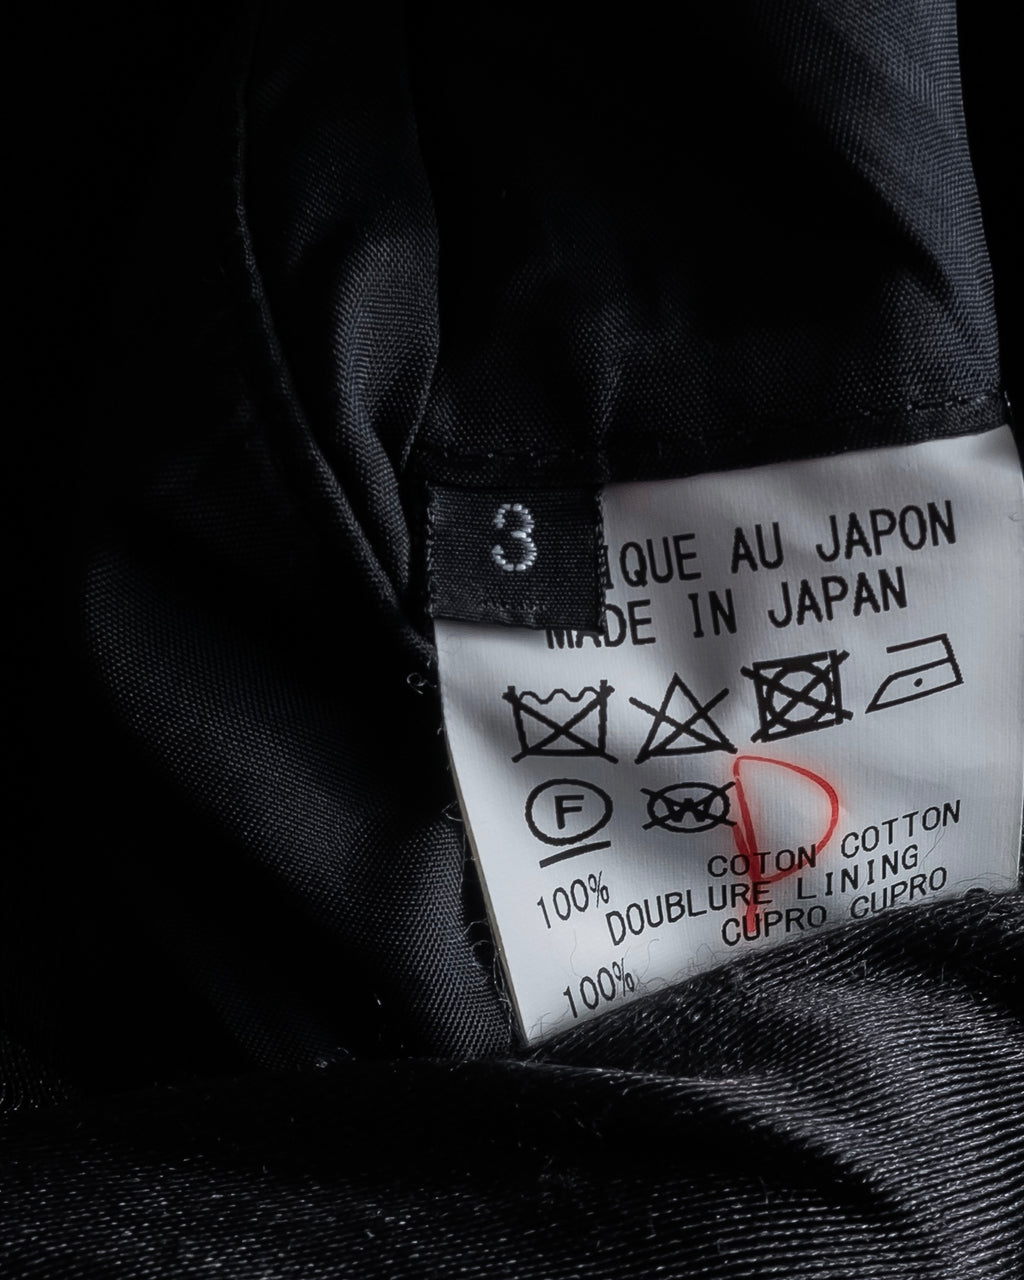 3
IQUE AU JAPON
MADE IN JAPAN
F W
P
100% COTON COTTON
DOUBLURE LINING
100% CUPRO CUPRO